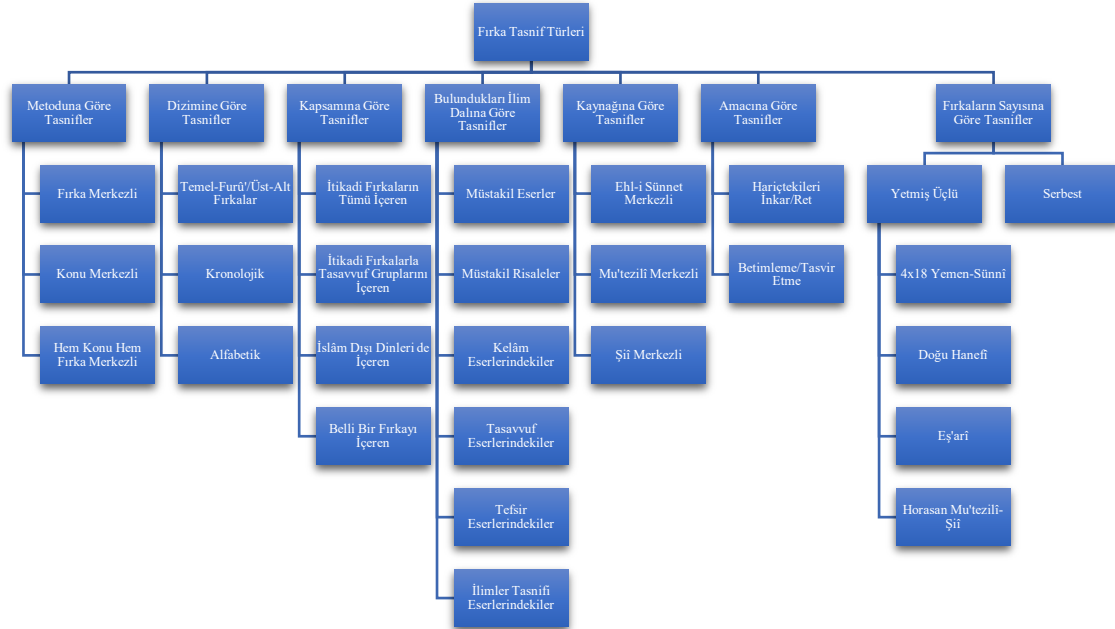 Fırka Tasnif Türleri
Metoduna Göre
Tasnifler
Fırka Merkezli
Konu Merkezli
Hem Konu Hem
Fırka Merkezli
Dizimine Göre
Tasnifler
Temel-Furû'/Üst-Alt
Fırkalar
Kronolojik
Alfabetik
Kapsamına Göre
Tasnifler
İtikadi Fırkaların
Tümü İçeren
İtikadi Fırkalarla
Tasavvuf Gruplarını
İçeren
İslâm Dışı Dinleri de
İçeren
Belli Bir Fırkayı
İçeren
Bulundukları İlim
Dalına Göre
Tasnifler
Müstakil Eserler
Müstakil Risaleler
Kelâm
Eserlerindekiler
Tasavvuf
Eserlerindekiler
Tefsir
Eserlerindekiler
İlimler Tasnifi
Eserlerindekiler
Kaynağına Göre
Tasnifler
Ehl-i Sünnet
Merkezli
Mu'tezilî Merkezli
Şiî Merkezli
Amacına Göre
Tasnifler
Hariçtekileri
İnkar/Ret
Betimleme/Tasvir
Etme
Fırkaların Sayısına
Göre Tasnifler
Yetmiş Üçlü
4x18 Yemen-Sünnî
Doğu Hanefî
Eş'arî
Horasan Mu'tezilî-
Şiî
Serbest